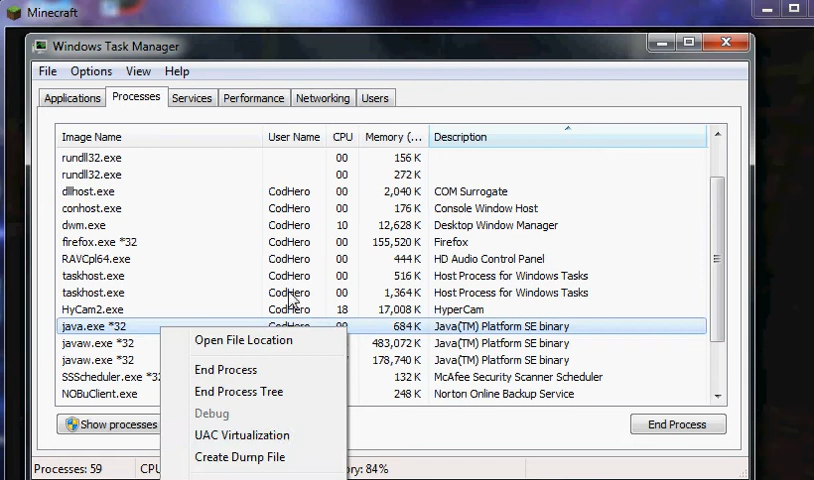 Minecraft
Windows Task Manager
File Options View Help
Applications Processes Services Performance Networking Users
Image Name User Name CPU Memory (... Description
rundll32.exe 156 K
rundll32.exe 272 K
dllhost.exe CodHero 00 2,040 K COM Surrogate
conhost.exe CodHero 00 176 K Console Window Host
dwm.exe CodHero 10 12,628 K Desktop Window Manager
firefox.exe *32 CodHero 00 155,520 K Firefox
RAVCpl64.exe CodHero 00 444 K HD Audio Control Panel
taskhost.exe CodHero 00 516 K Host Process for Windows Tasks
taskhost.exe CodHero 00 1,364 K Host Process for Windows Tasks
HyCam2.exe CodHero 18 17,008 K HyperCam
java.exe *32 CodHero 684 K Java(TM) Platform SE binary
javaw.exe *32 483,072 K Java(TM) Platform SE binary
javaw.exe *32 178,740 K Java(TM) Platform SE binary
SSScheduler.exe *32 132 K McAfee Security Scanner Scheduler
NOBuClient.exe 248 K Norton Online Backup Service
Open File Location
End Process
End Process Tree
Debug
UAC Virtualization
Create Dump File
Show processes End Process
Processes: 59 CPU ory: 84%